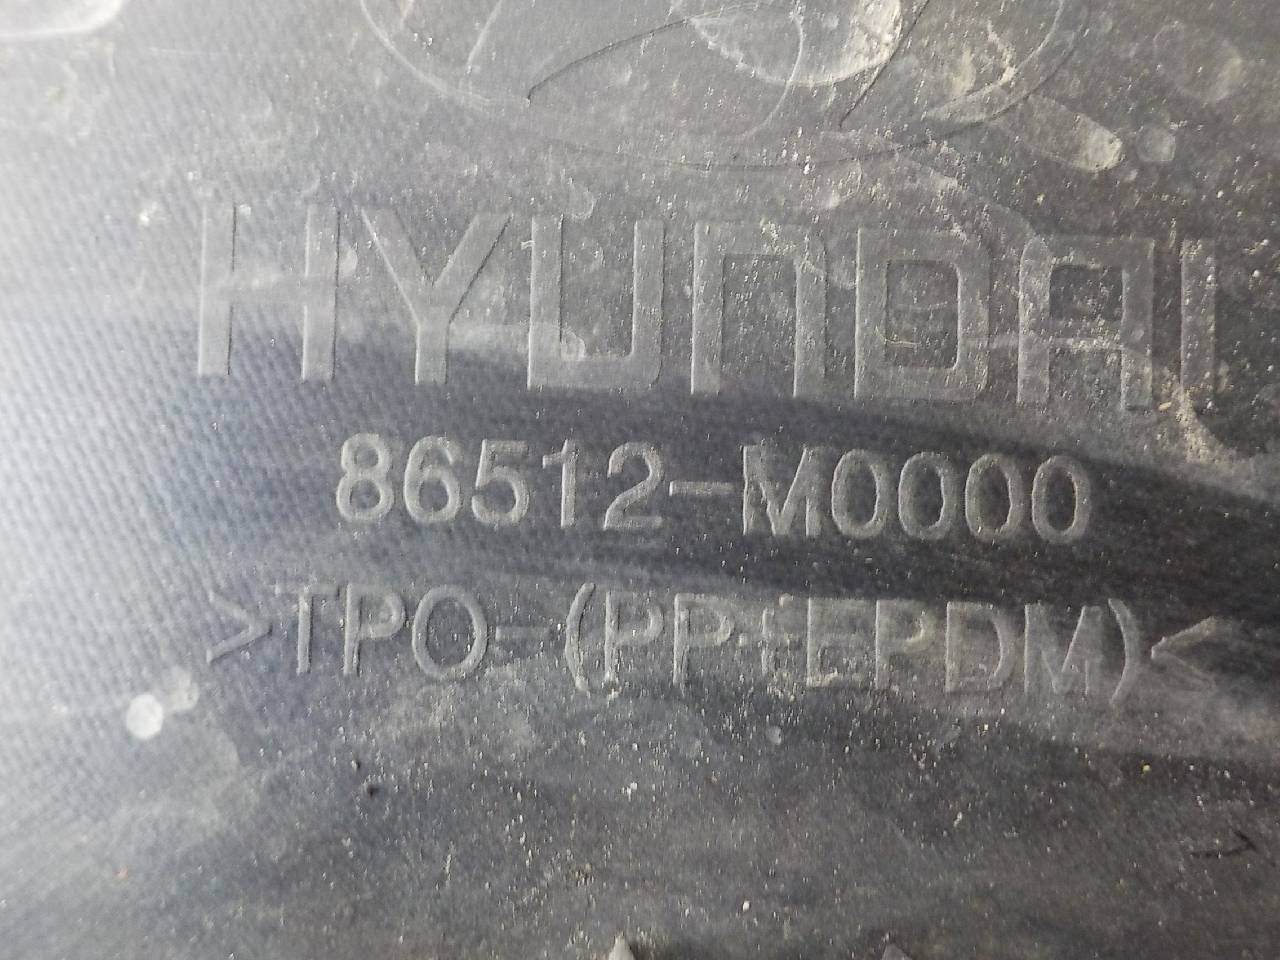 HYUNDAI
86512-M0000
>TPO-(PP+EPDM)<